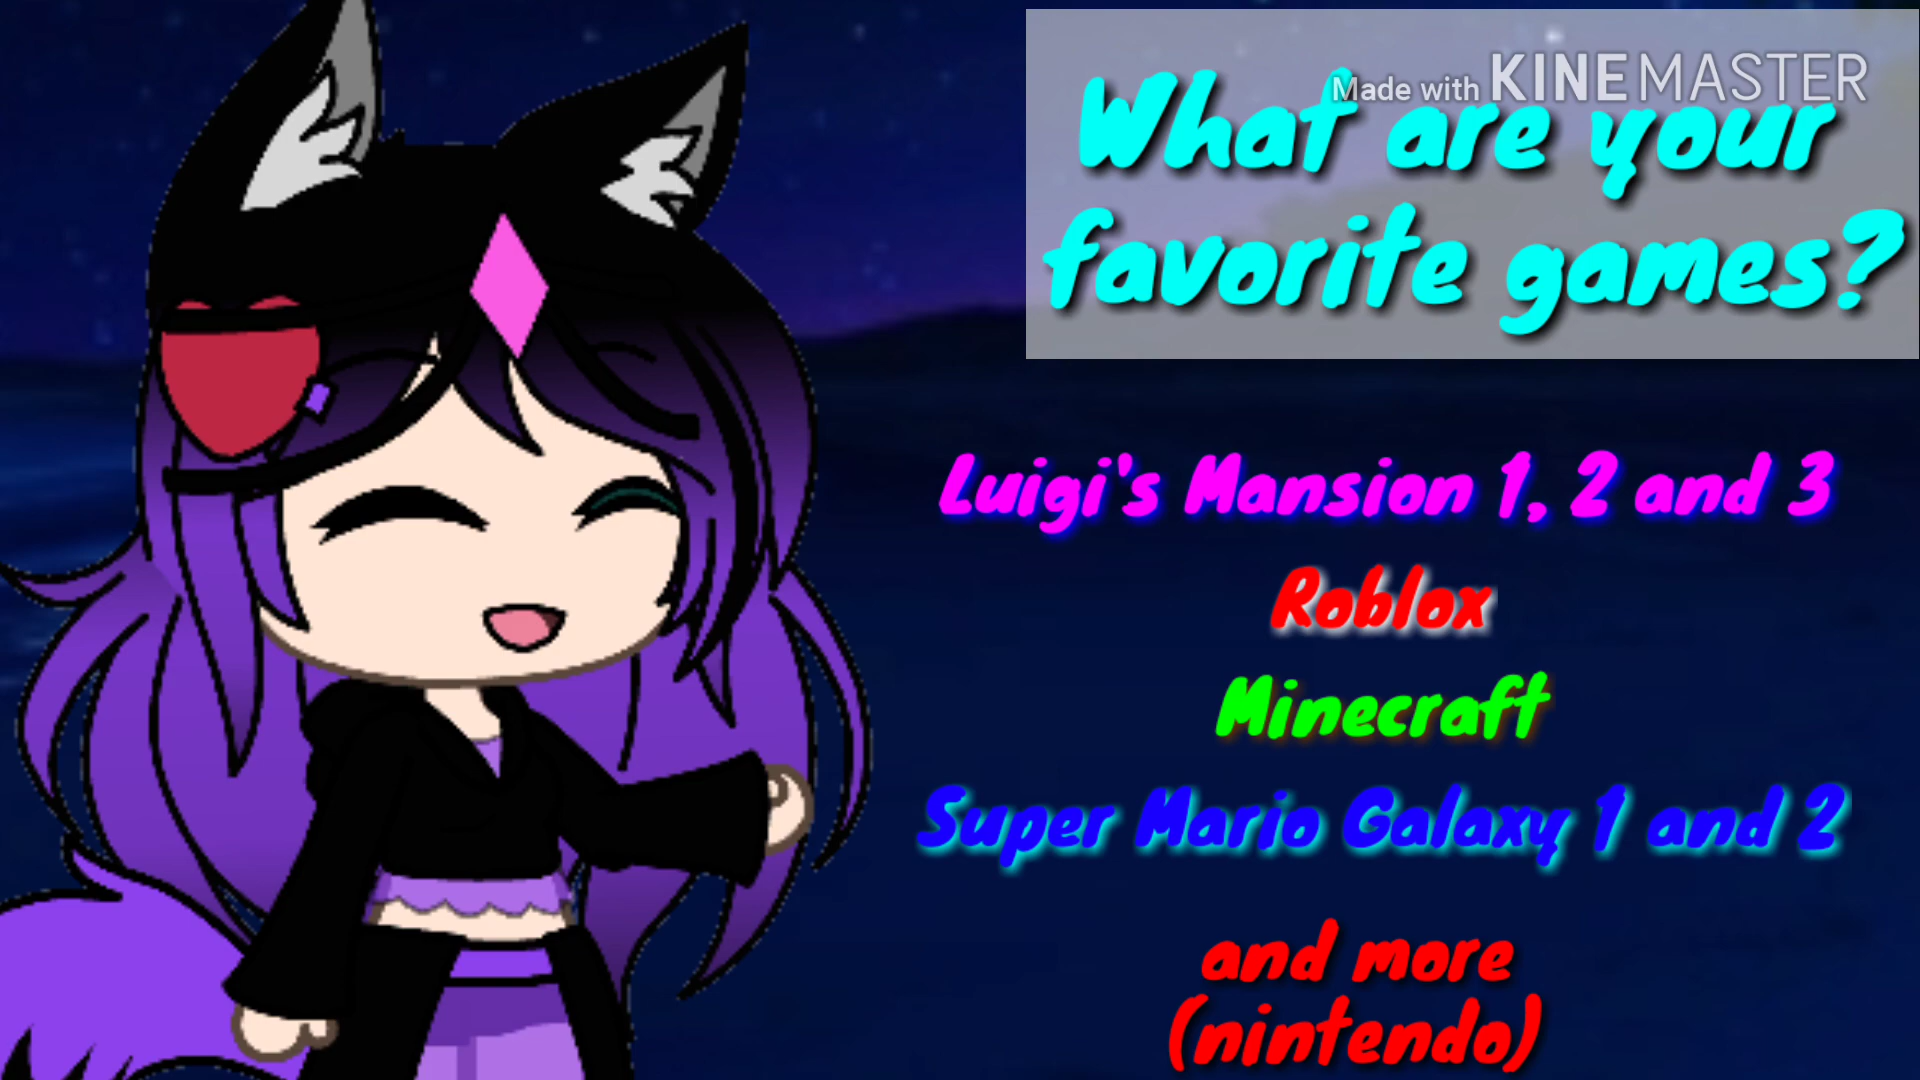 Made with KINEMASTER
What are your
favorite games?
Luigi's Mansion 1, 2 and 3
Roblox
Minecraft
Super Mario Galaxy 1 and 2
and more
(nintendo)